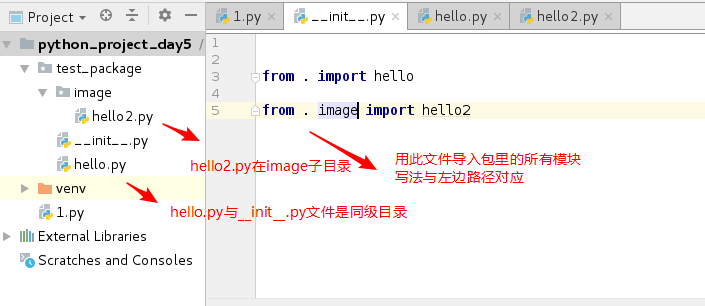 Project
1.py
__init__.py
hello.py
hello2.py
python_project_day5 /
test_package
image
hello2.py
__init__.py
hello.py
venv
1.py
External Libraries
Scratches and Consoles
1
2
3 from . import hello
4
5 from . image import hello2
hello2.py在image子目录
用此文件导入包里的所有模块
写法与左边路径对应
hello.py与__init__.py文件是同级目录